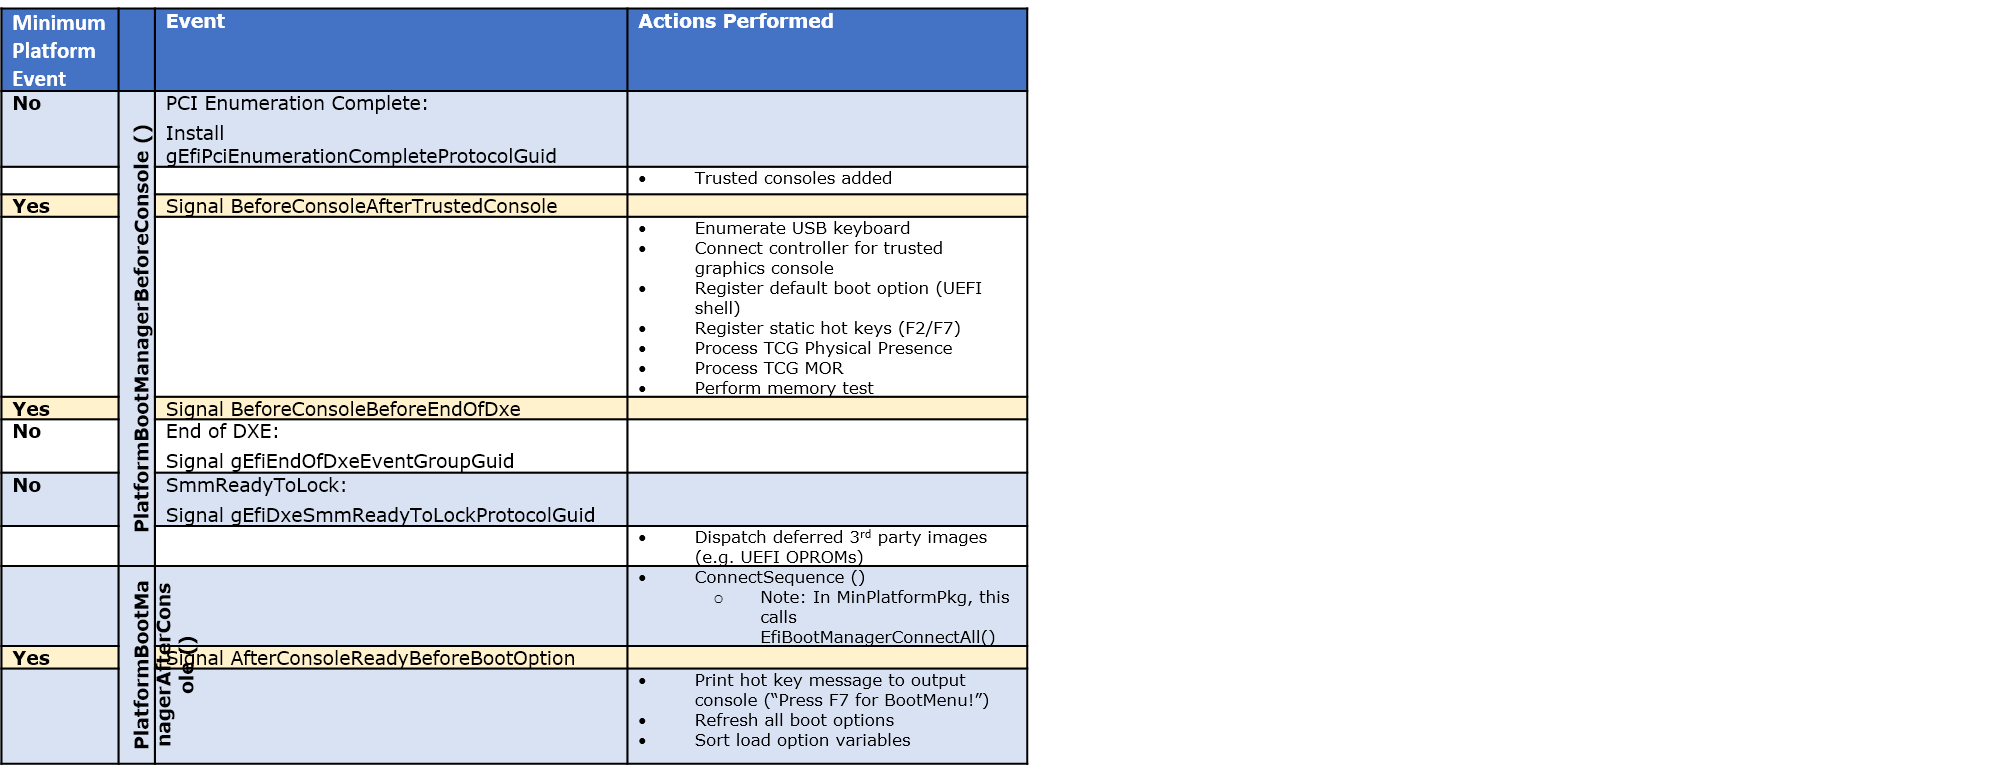 Minimum
Platform
Event
Event
Actions Performed
PlatformBootManagerBeforeConsole ()
No
PCI Enumeration Complete:
Install
gEfiPciEnumerationCompleteProtocolGuid
• Trusted consoles added
Yes
Signal BeforeConsoleAfterTrustedConsole
• Enumerate USB keyboard
• Connect controller for trusted
graphics console
• Register default boot option (UEFI
shell)
• Register static hot keys (F2/F7)
• Process TCG Physical Presence
• Process TCG MOR
• Perform memory test
Yes
Signal BeforeConsoleBeforeEndOfDxe
No
End of DXE:
Signal gEfiEndOfDxeEventGroupGuid
No
SmmReadyToLock:
Signal gEfiDxeSmmReadyToLockProtocolGuid
• Dispatch deferred 3rd party images
(e.g. UEFI OPROMs)
PlatformBootMa
nagerAfterCons
ole ()
• ConnectSequence ()
o Note: In MinPlatformPkg, this
calls
EfiBootManagerConnectAll()
Yes
Signal AfterConsoleReadyBeforeBootOption
• Print hot key message to output
console (“Press F7 for BootMenu!”)
• Refresh all boot options
• Sort load option variables